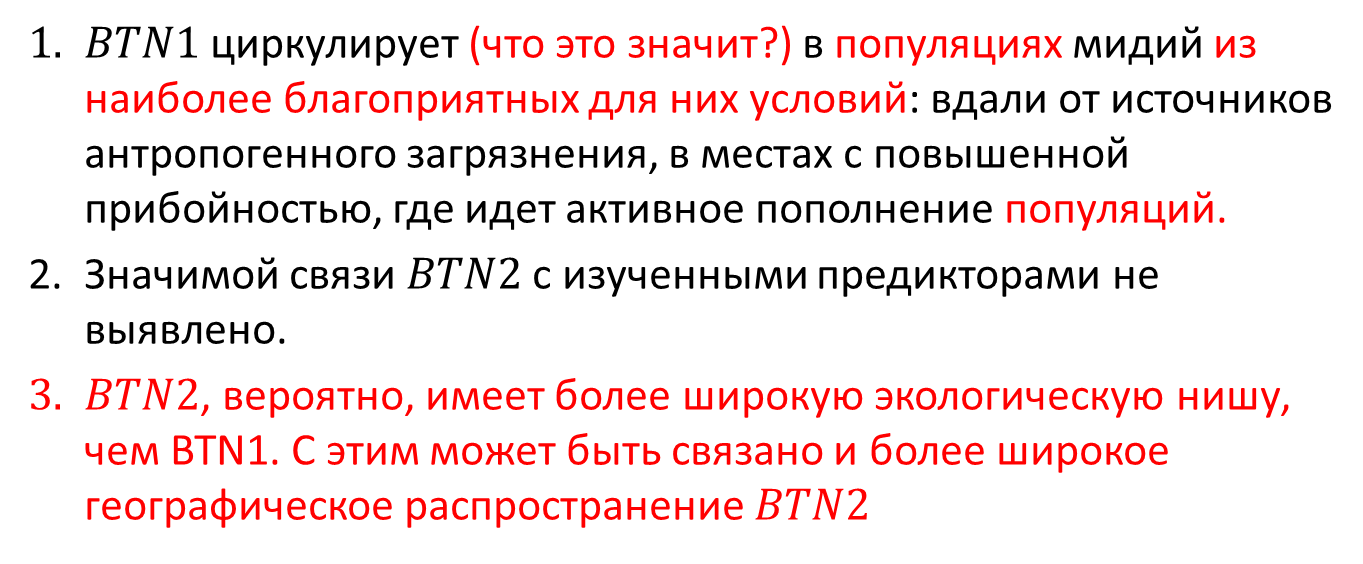 1. BTN1 циркулирует (что это значит?) в популяциях мидий из
наиболее благоприятных для них условий: вдали от источников
антропогенного загрязнения, в местах с повышенной
прибойностью, где идет активное пополнение популяций.
2. Значимой связи BTN2 с изученными предикторами не
выявлено.
3. BTN2, вероятно, имеет более широкую экологическую нишу,
чем BTN1. С этим может быть связано и более широкое
географическое распространение BTN2